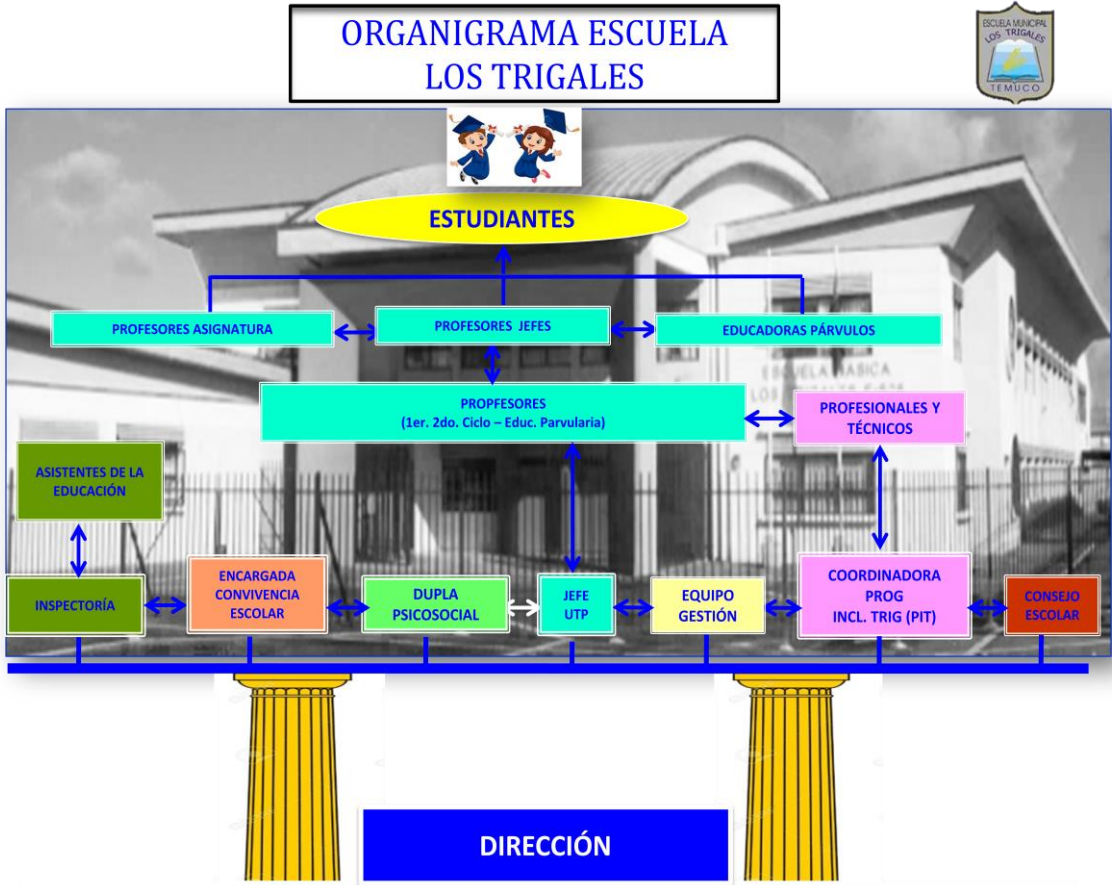 ORGANIGRAMA ESCUELA
LOS TRIGALES
ESCUELA MUNICIPAL
LOS TRIGALES
TEMUCO
ESTUDIANTES
PROFESORES ASIGNATURA
PROFESORES JEFES
EDUCADORAS PÁRVULOS
ESCUELA BÁSICA
PROPFESORES
(1er. 2do. Ciclo – Educ. Parvularia)
PROFESIONALES Y
TÉCNICOS
ASISTENTES DE LA
EDUCACIÓN
INSPECTORÍA
ENCARGADA
CONVIVENCIA
ESCOLAR
DUPLA
PSICOSOCIAL
JEFE
UTP
EQUIPO
GESTIÓN
COORDINADORA
PROG
INCL. TRIG (PIT)
CONSEJO
ESCOLAR
DIRECCIÓN